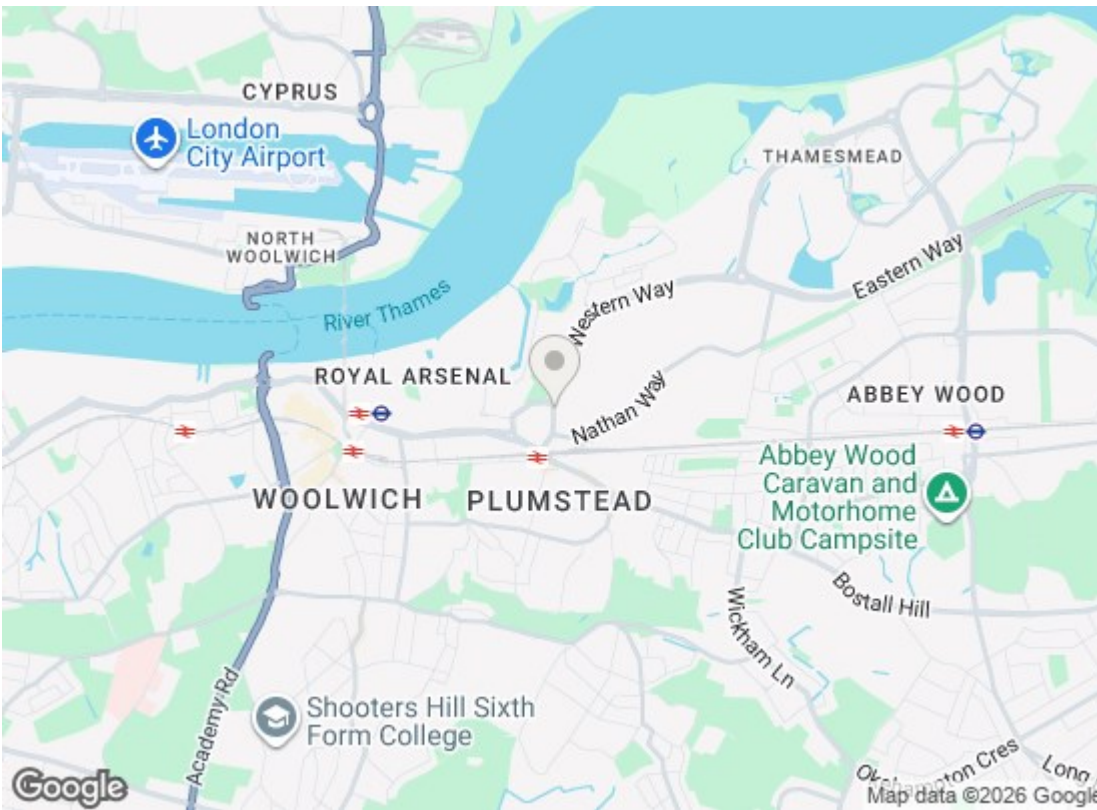 CYPRUS
London
City Airport
THAMESMEAD
NORTH
WOOLWICH
Eastern Way
Western Way
River Thames
ROYAL ARSENAL
Nathan Way
ABBEY WOOD
Abbey Wood
Caravan and
Motorhome
Club Campsite
WOOLWICH
PLUMSTEAD
Bostall Hill
Wickham Ln
Academy Rd
Shooters Hill Sixth
Form College
Long
Google
Map data ©2026 Google